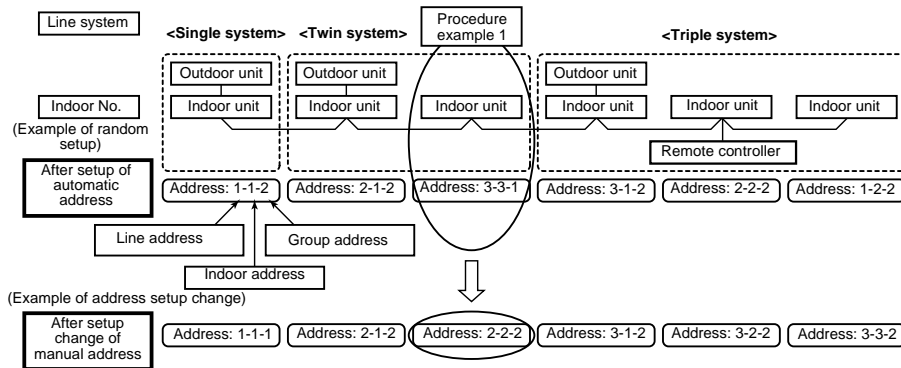 Line system
<Single system>
<Twin system>
Procedure
example 1
<Triple system>
Outdoor unit
Outdoor unit
Outdoor unit
Indoor No.
Indoor unit
Indoor unit
Indoor unit
Indoor unit
Indoor unit
Indoor unit
(Example of random
setup)
Remote controller
After setup of
automatic
address
Address: 1-1-2
Address: 2-1-2
Address: 3-3-1
Address: 3-1-2
Address: 2-2-2
Address: 1-2-2
Line address
Group address
Indoor address
(Example of address setup change)
After setup
change of
manual address
Address: 1-1-1
Address: 2-1-2
Address: 2-2-2
Address: 3-1-2
Address: 3-2-2
Address: 3-3-2